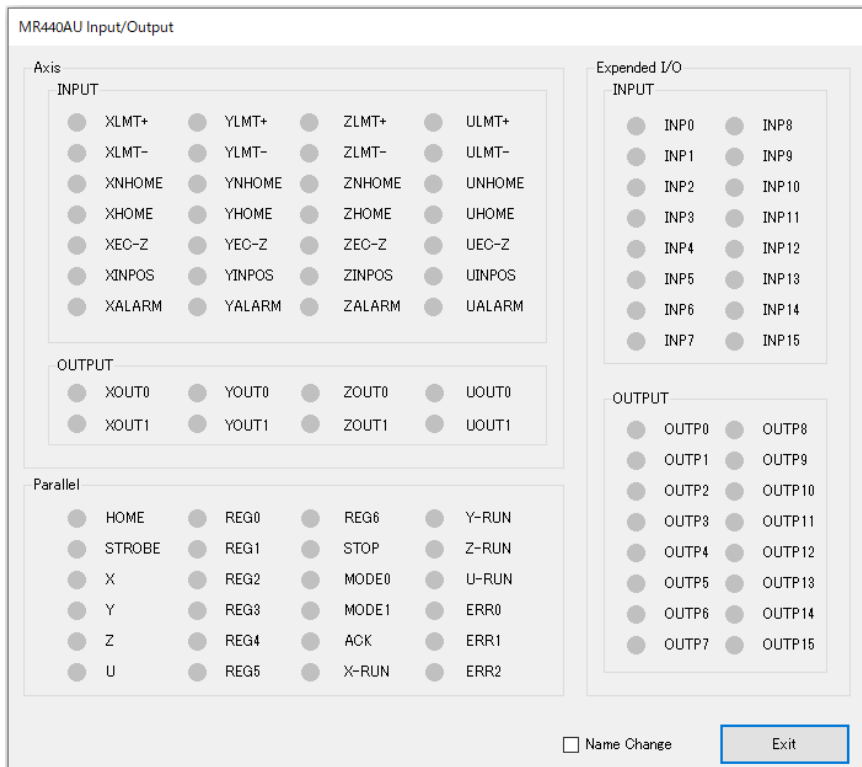 MR440AU Input/Output
Axis
INPUT
XLMT+ YLMT+ ZLMT+ ULMT+
XLMT- YLMT- ZLMT- ULMT-
XNHOME YNHOME ZNHOME UNHOME
XHOME YHOME ZHOME UHOME
XEC-Z YEC-Z ZEC-Z UEC-Z
XINPOS YINPOS ZINPOS UINPOS
XALARM YALARM ZALARM UALARM
OUTPUT
XOUT0 YOUT0 ZOUT0 UOUT0
XOUT1 YOUT1 ZOUT1 UOUT1
Parallel
HOME REG0 REG6 Y-RUN
STROBE REG1 STOP Z-RUN
X REG2 MODE0 U-RUN
Y REG3 MODE1 ERR0
Z REG4 ACK ERR1
U REG5 X-RUN ERR2
Expended I/O
INPUT
INP0 INP8
INP1 INP9
INP2 INP10
INP3 INP11
INP4 INP12
INP5 INP13
INP6 INP14
INP7 INP15
OUTPUT
OUTP0 OUTP8
OUTP1 OUTP9
OUTP2 OUTP10
OUTP3 OUTP11
OUTP4 OUTP12
OUTP5 OUTP13
OUTP6 OUTP14
OUTP7 OUTP15
Name Change
Exit